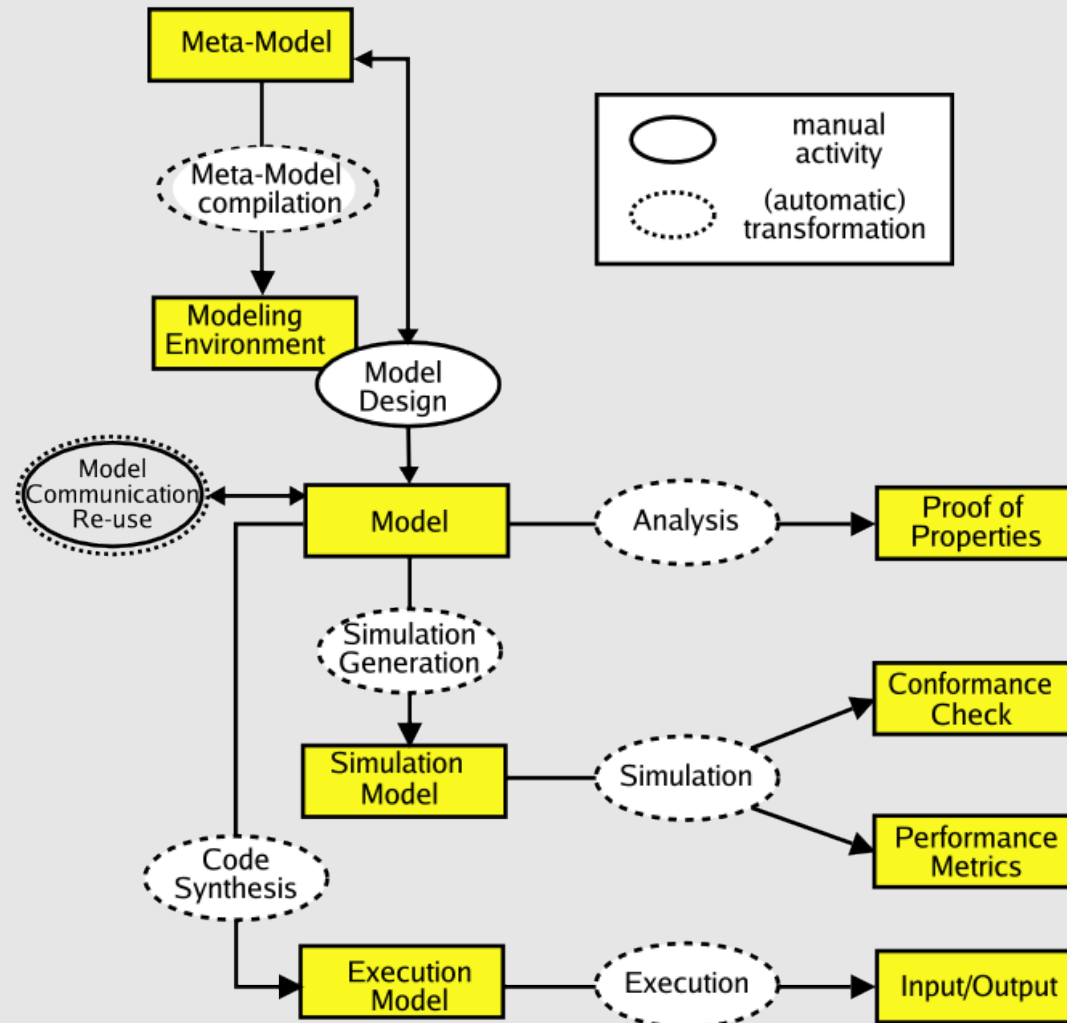 Meta-Model
manual
activity
(automatic)
transformation
Meta-Model
compilation
Modeling
Environment
Model
Design
Model
Communication
Re-use
Model
Analysis
Proof of
Properties
Simulation
Generation
Conformance
Check
Simulation
Model
Simulation
Performance
Metrics
Code
Synthesis
Execution
Model
Execution
Input/Output